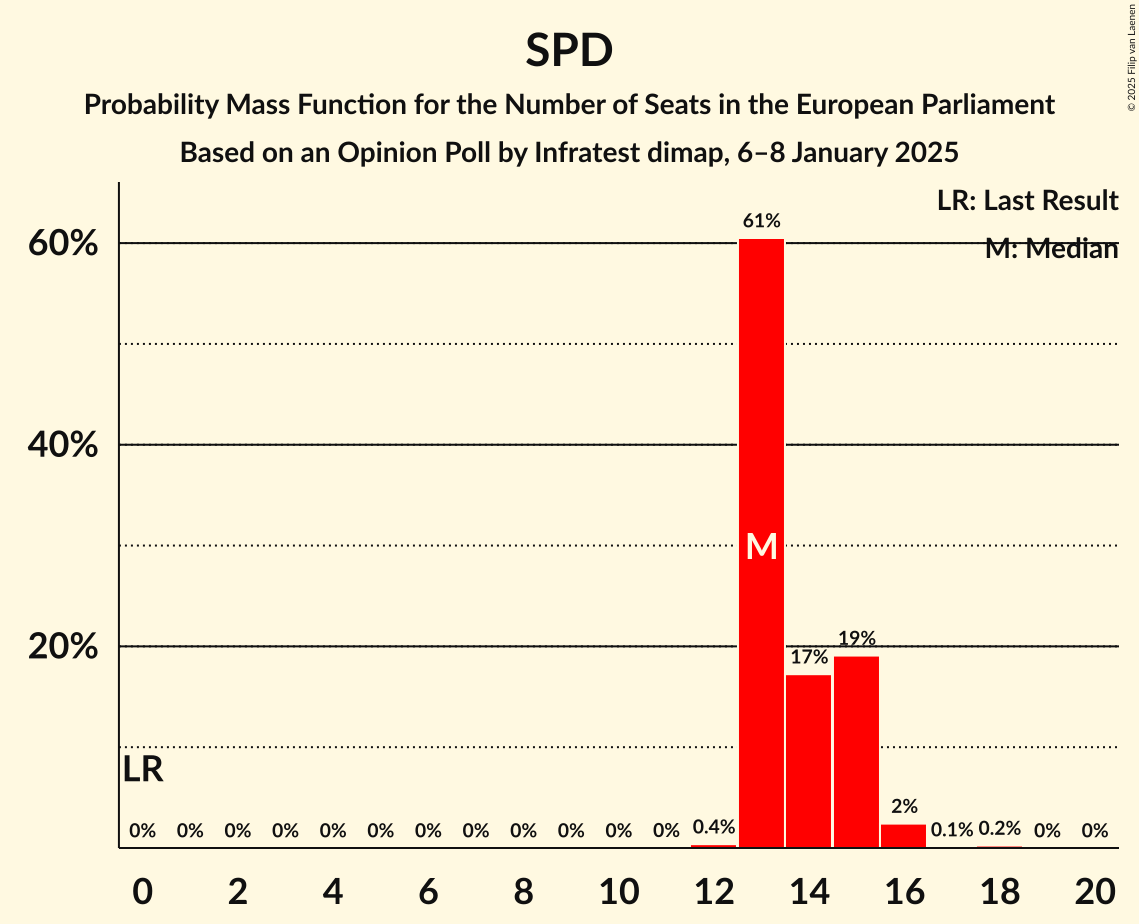 SPD
Probability Mass Function for the Number of Seats in the European Parliament
Based on an Opinion Poll by Infratest dimap, 6–8 January 2025
© 2025 Filip van Laenen
LR: Last Result
M: Median
60%
40%
20%
61%
M
19%
17%
LR
0% 0% 0% 0% 0% 0% 0% 0% 0% 0% 0% 0% 0.4% 2% 0.1% 0.2% 0% 0%
0 2 4 6 8 10 12 14 16 18 20